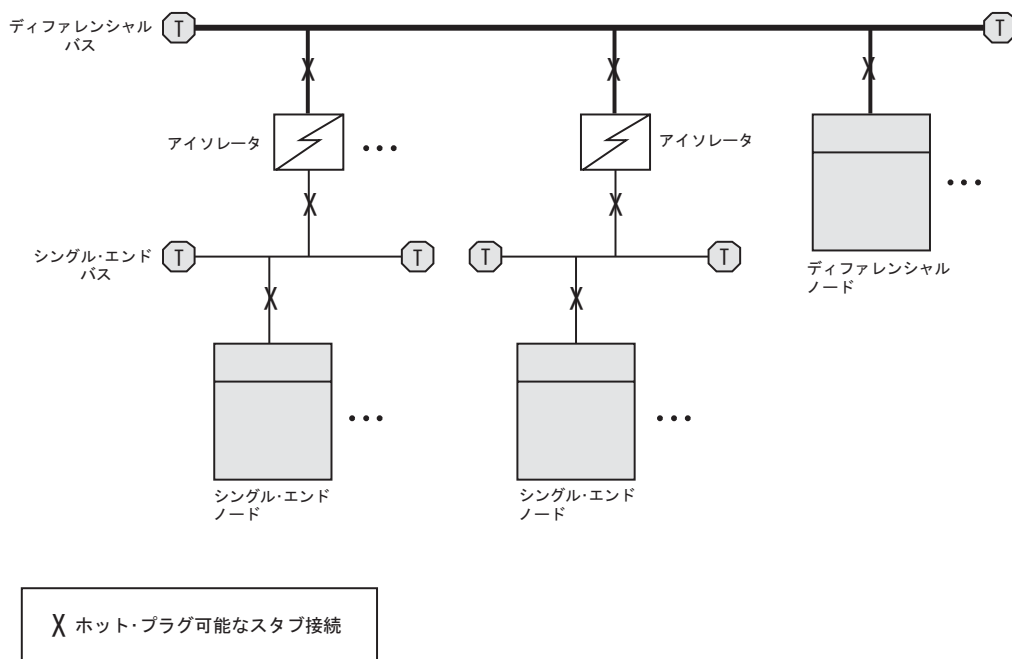 ディファレンシャル
バス
T
T
X
X
X
アイソレータ
•••
アイソレータ
•••
X
X
シングル・エンド
バス
T
T
T
T
ディファレンシャル
ノード
X
X
•••
•••
シングル・エンド
ノード
シングル・エンド
ノード
X ホット・プラグ可能なスタブ接続